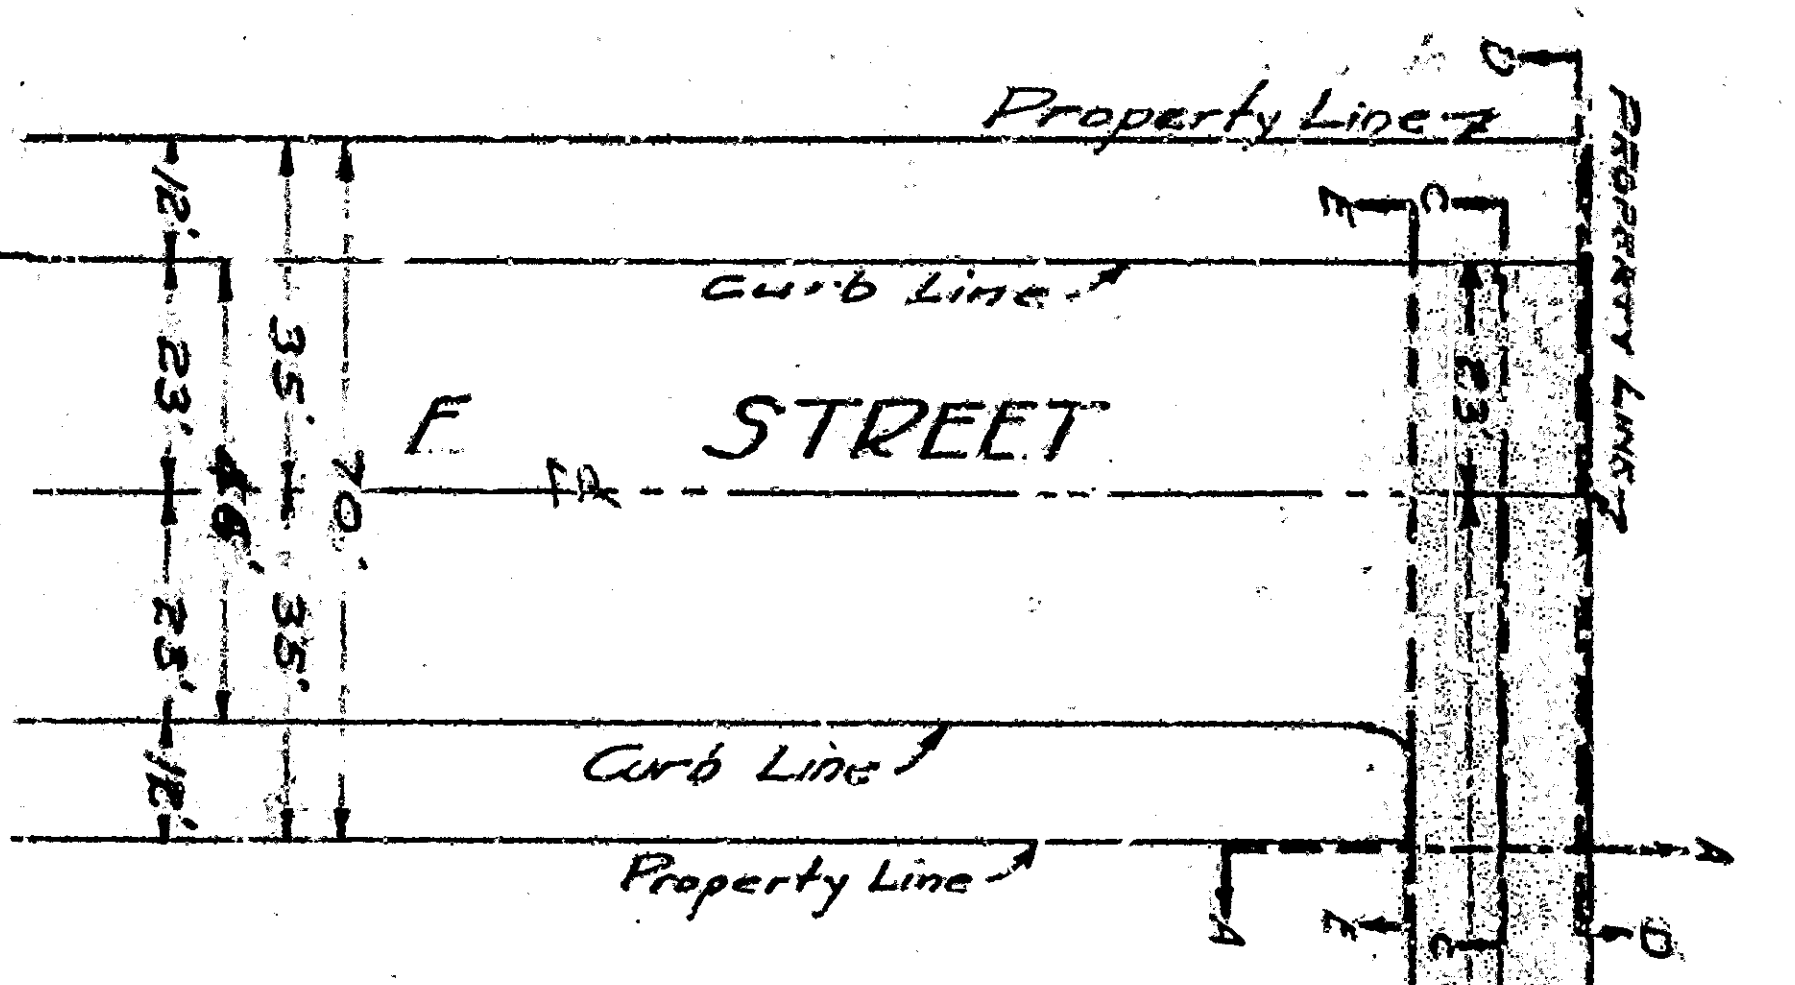 D
Property Line
PROPERTY LINE
E
C
12'
Curb Line
23'
35'
23'
F STREET
46'
70'
23'
35'
Curb Line
12'
Property Line
A
A
E
C
D